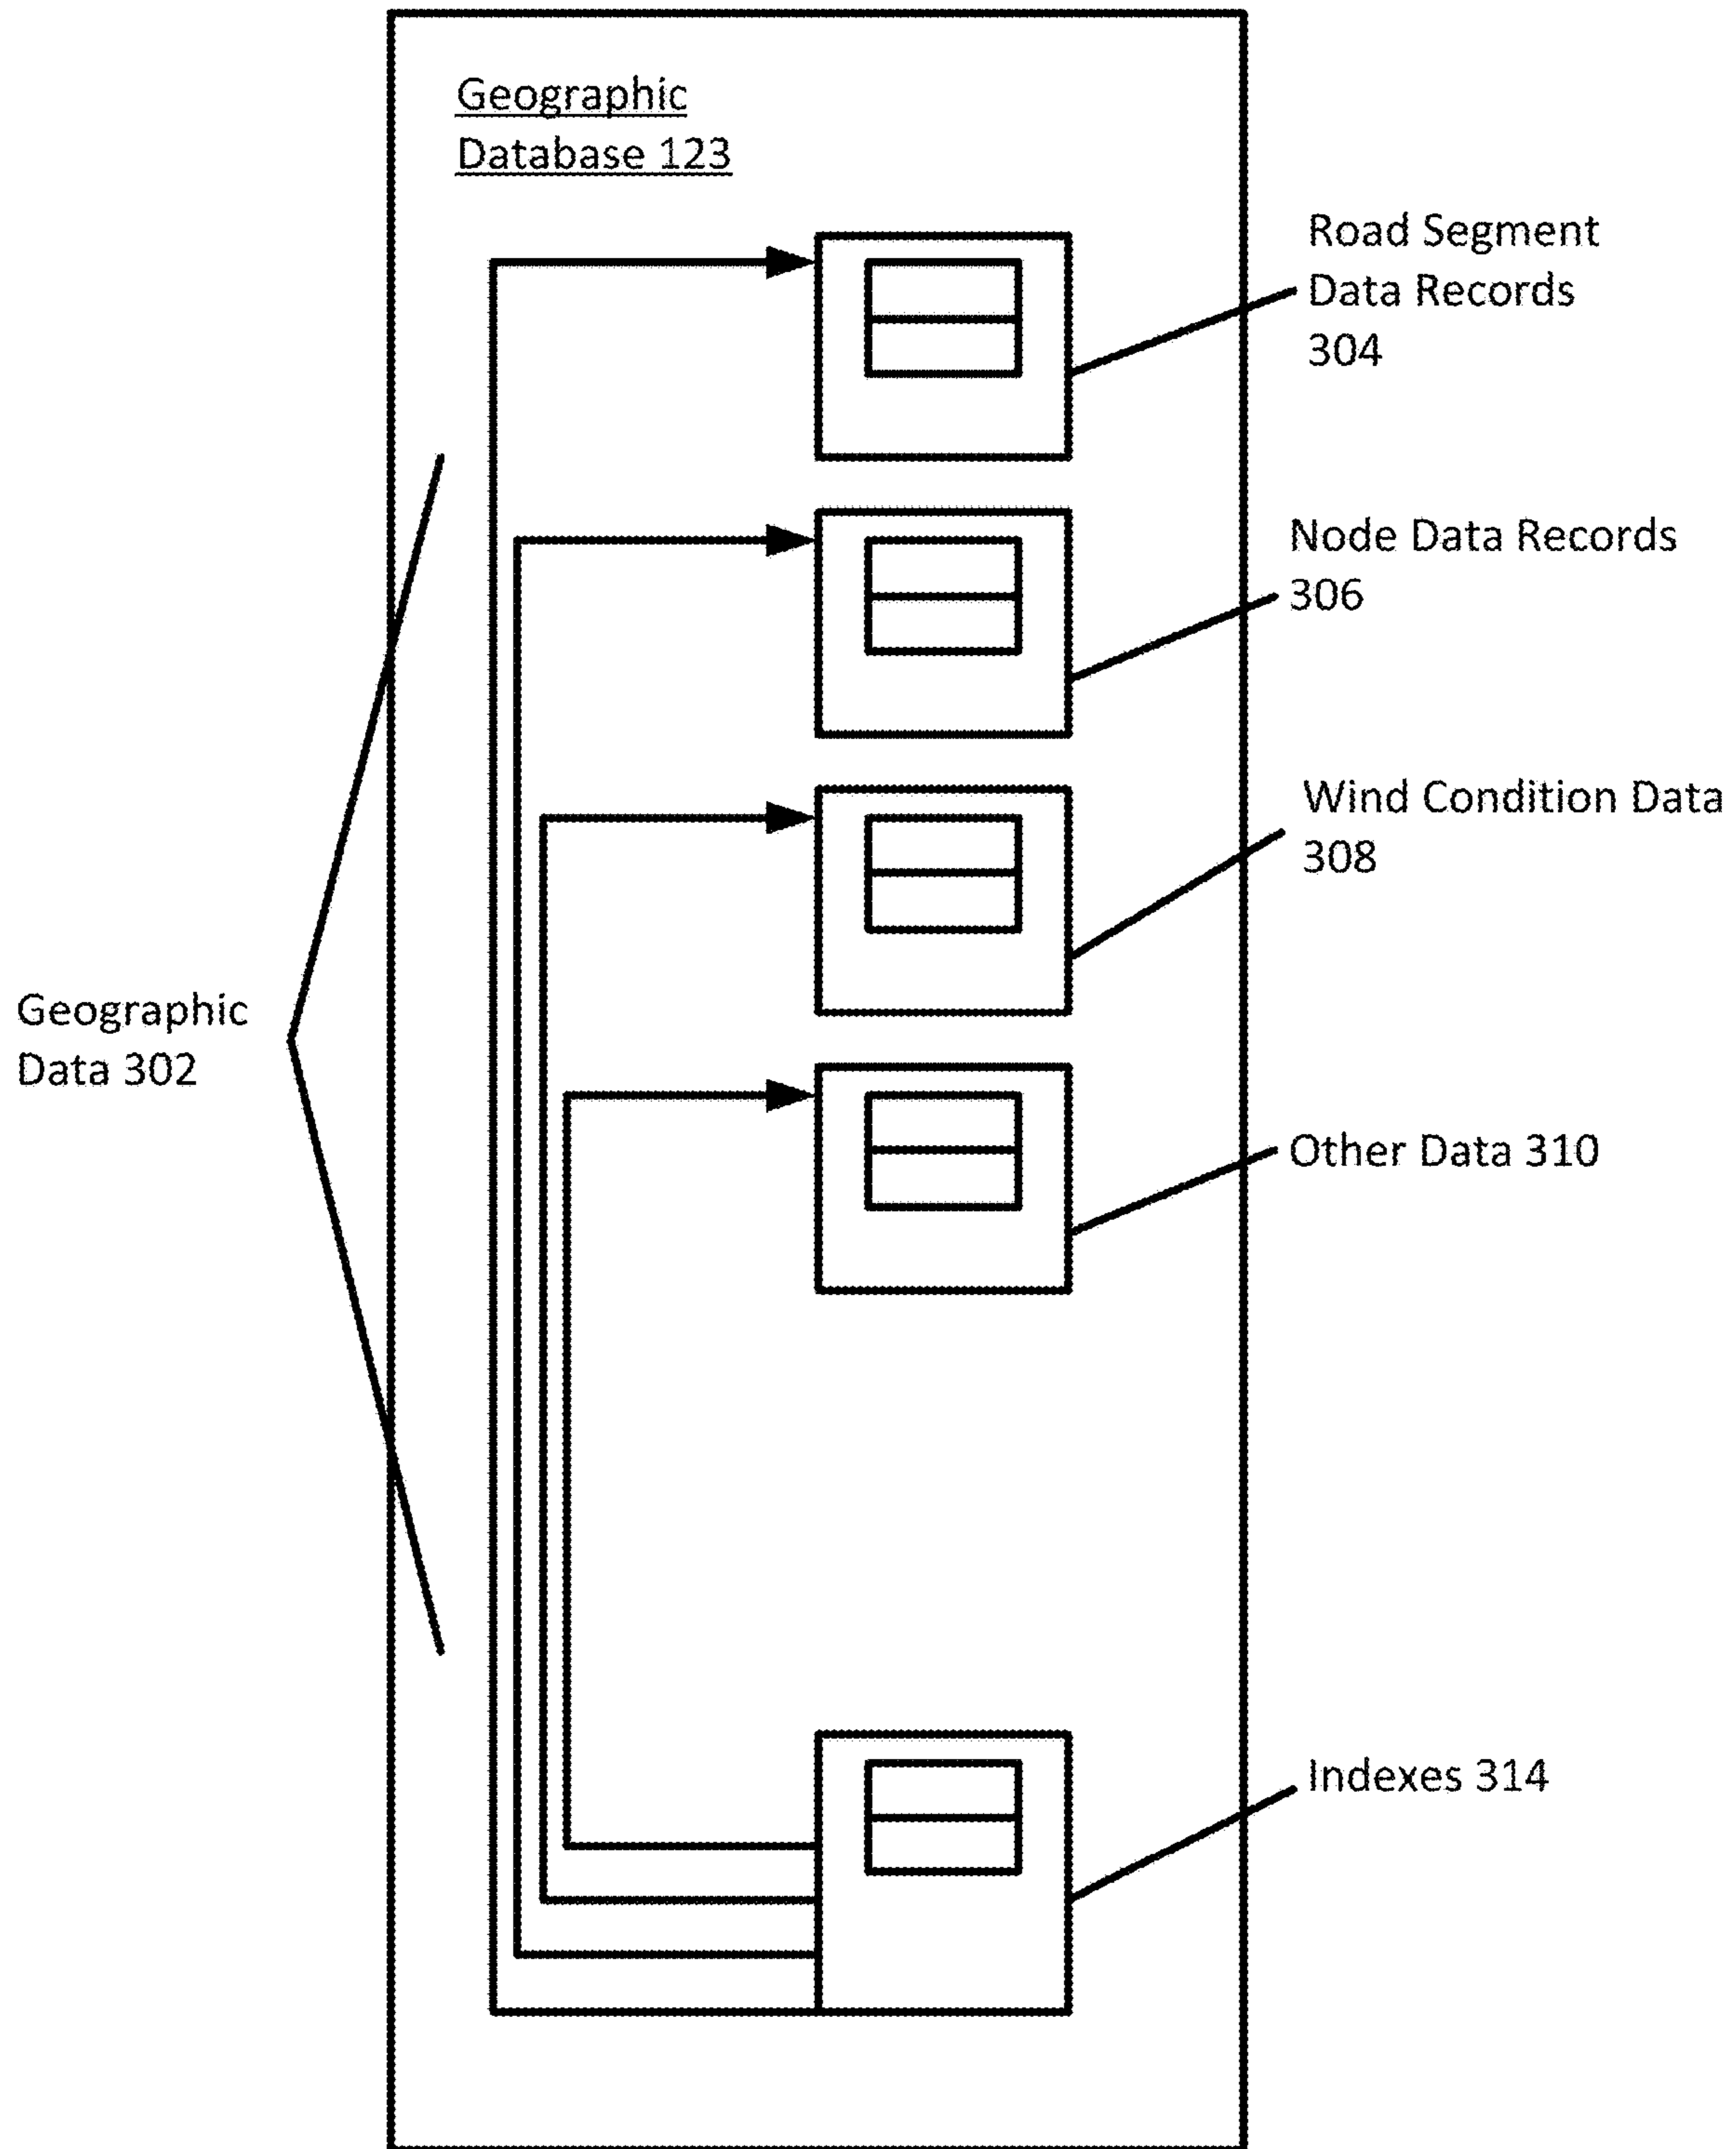 Geographic
Database 123
Road Segment
Data Records
304
Node Data Records
306
Wind Condition Data
308
Geographic
Data 302
Other Data 310
Indexes 314